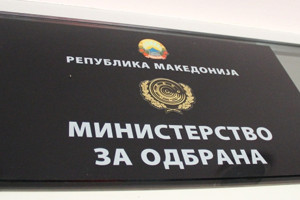 РЕПУБЛИКА МАКЕДОНИЈА
МИНИСТЕРСТВО
ЗА ОДБРАНА